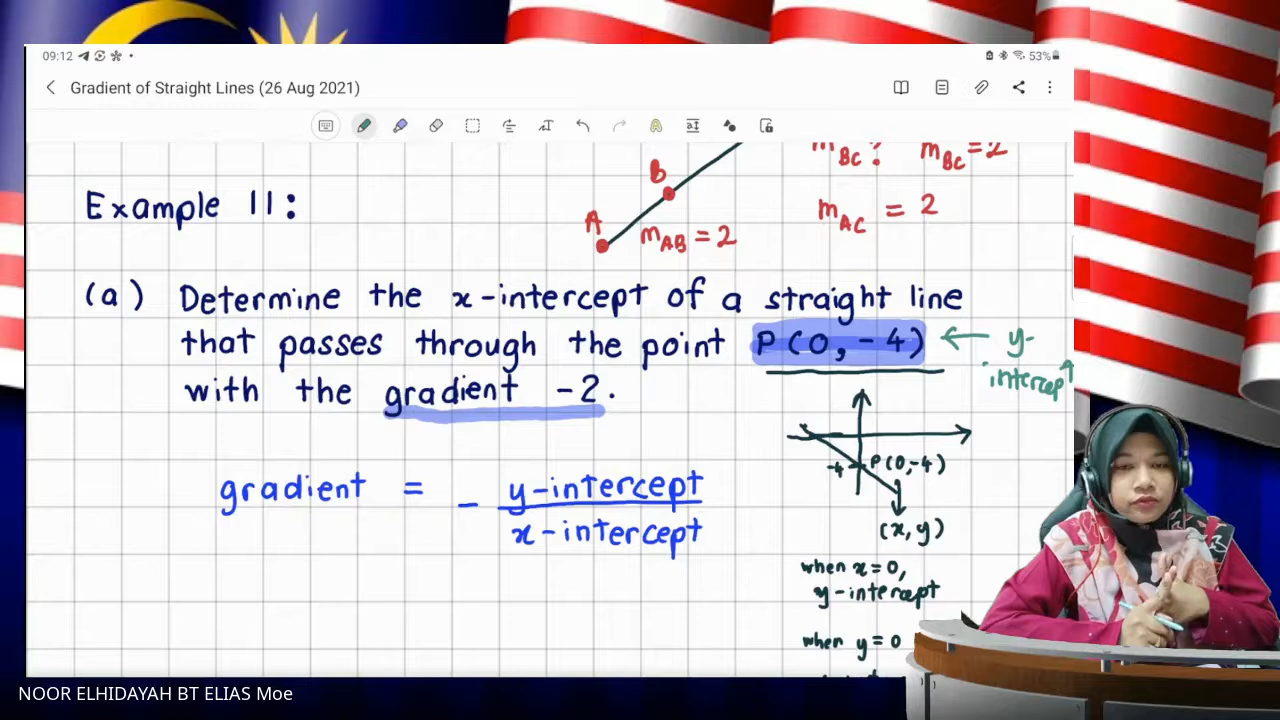 09:12
53%
Gradient of Straight Lines (26 Aug 2021)
mBC? mBC = 2
mAC = 2
B
A
mAB = 2
Example 11:
(a) Determine the x-intercept of a straight line
that passes through the point P(0, -4) ← y-
intercept
with the gradient -2.
-4 P(0,-4)
(x, y)
gradient = - y-intercept
x-intercept
when x = 0,
y-intercept
when y = 0
NOOR ELHIDAYAH BT ELIAS Moe